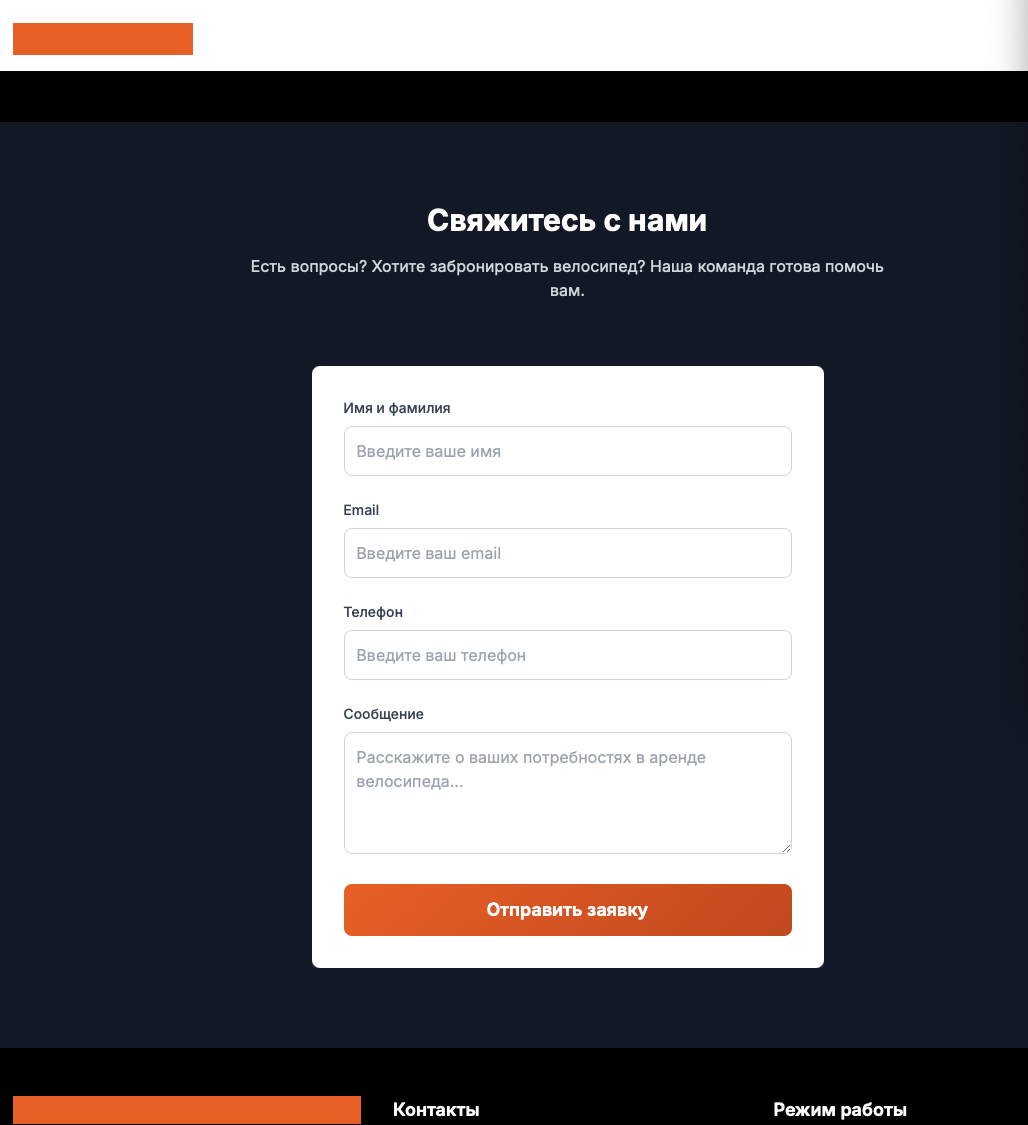 Свяжитесь с нами
Есть вопросы? Хотите забронировать велосипед? Наша команда готова помочь
вам.
Имя и фамилия
Введите ваше имя
Email
Введите ваш email
Телефон
Введите ваш телефон
Сообщение
Расскажите о ваших потребностях в аренде
велосипеда...
Отправить заявку
Контакты
Режим работы